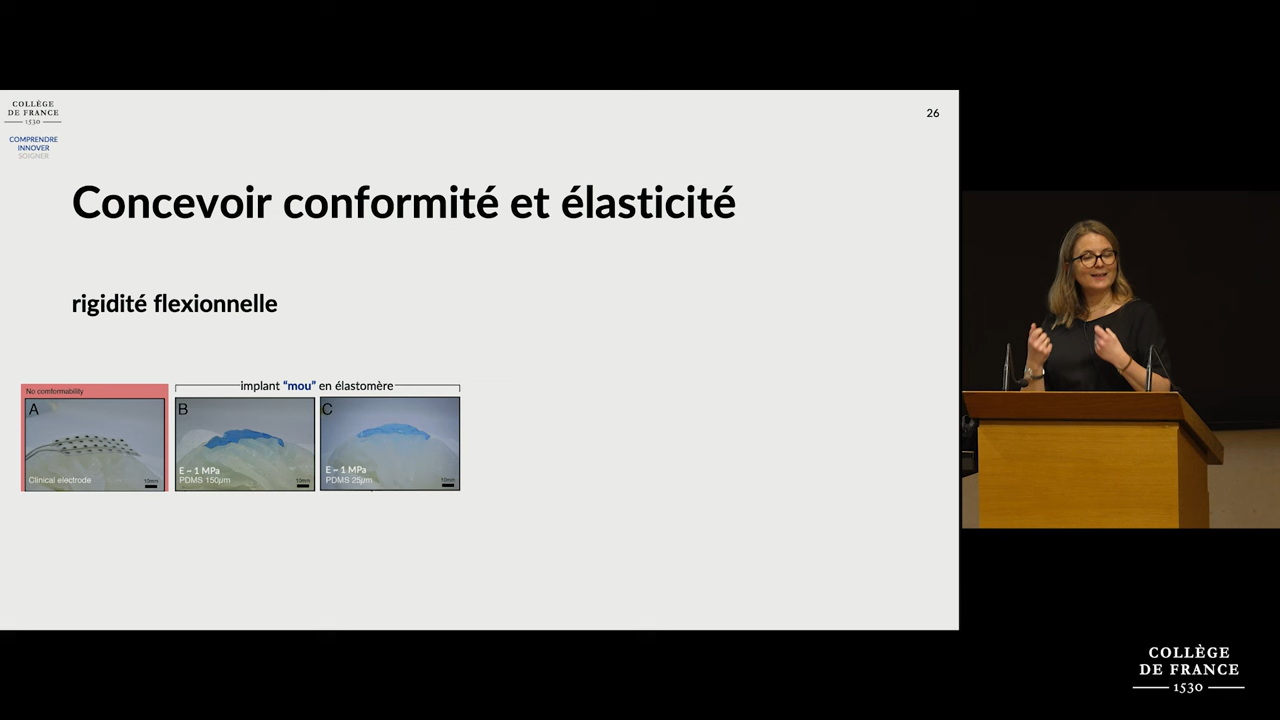 COLLÈGE
DE FRANCE
1530
COMPRENDRE
INNOVER
SOIGNER
26
Concevoir conformité et élasticité
rigidité flexionnelle
No comformability
implant “mou” en élastomère
A
Clinical electrode
10mm
B
E ~ 1 MPa
PDMS 150µm
10mm
C
E ~ 1 MPa
PDMS 25µm
10mm
COLLÈGE
DE FRANCE
1530